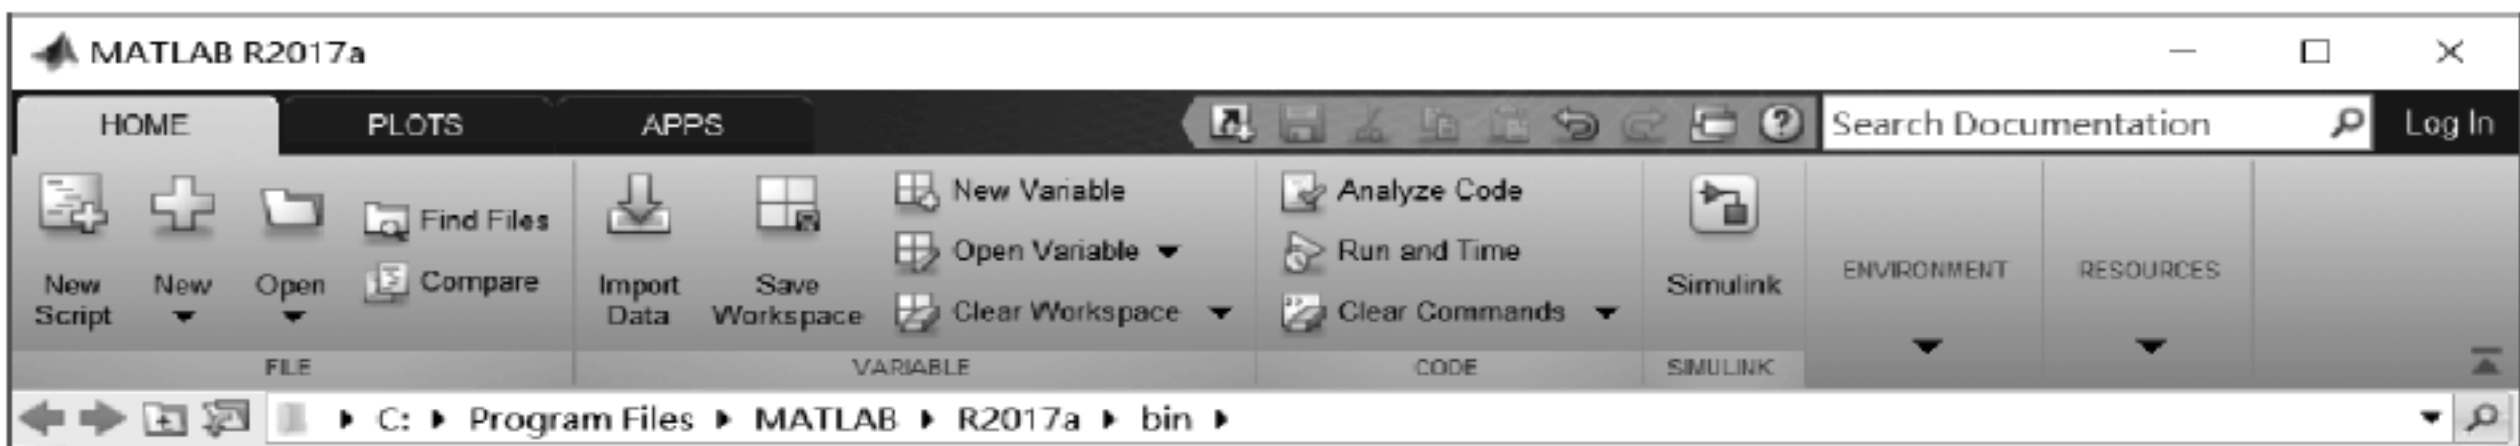 MATLAB R2017a
HOME PLOTS APPS Search Documentation Log In
New Script New Open Find Files Compare Import Data Save Workspace New Variable Open Variable Clear Workspace Analyze Code Run and Time Clear Commands Simulink ENVIRONMENT RESOURCES
FILE VARIABLE CODE SIMULINK
C: Program Files MATLAB R2017a bin